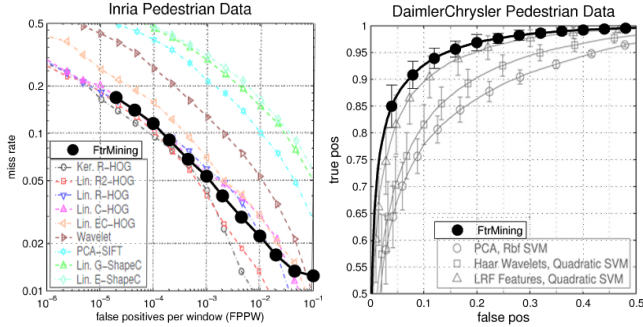 Inria Pedestrian Data
0.5
0.2
0.1
0.05
0.02
0.01
miss rate
FtrMining
Ker. R-HOG
Lin. R2-HOG
Lin. R-HOG
Lin. C-HOG
Lin. EC-HOG
Wavelet
PCA-SIFT
Lin. G-ShapeC
Lin. E-ShapeC
10⁻⁶ 10⁻⁵ 10⁻⁴ 10⁻³ 10⁻² 10⁻¹
false positives per window (FPPW)
DaimlerChrysler Pedestrian Data
1
0.95
0.9
0.85
0.8
0.75
0.7
0.65
0.6
0.55
0.5
true pos
FtrMining
PCA, Rbf SVM
Haar Wavelets, Quadratic SVM
LRF Features, Quadratic SVM
0 0.1 0.2 0.3 0.4 0.5
false pos